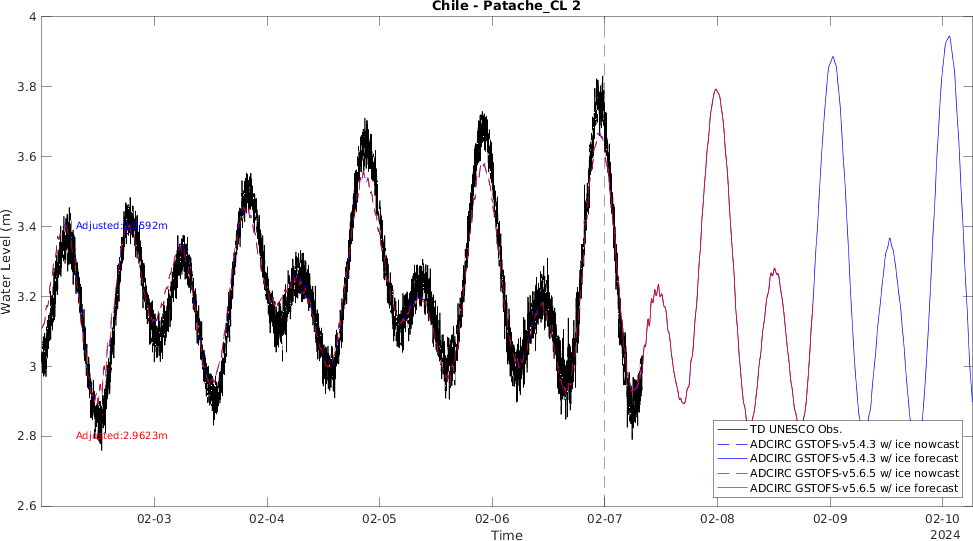 Chile - Patache_CL 2
4
3.8
3.6
3.4
3.2
3
2.8
2.6
Water Level (m)
Adjusted:
592m
Adjusted:2.9623m
TD UNESCO Obs.
ADCIRC GSTOFS-v5.4.3 w/ ice nowcast
ADCIRC GSTOFS-v5.4.3 w/ ice forecast
ADCIRC GSTOFS-v5.6.5 w/ ice nowcast
ADCIRC GSTOFS-v5.6.5 w/ ice forecast
02-03 02-04 02-05 02-06 02-07 02-08 02-09 02-10
Time
2024